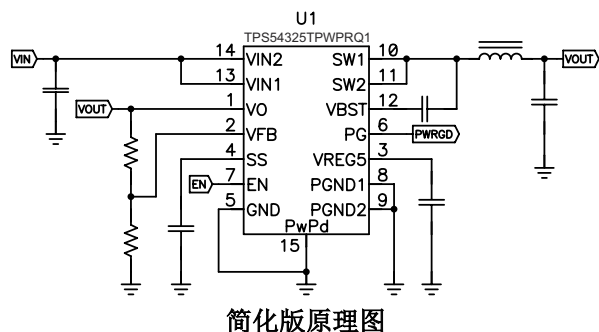 U1
TPS54325TPWPRQ1
VIN
14 VIN2 SW1 10
13 VIN1 SW2 11
VOUT
VOUT
1 VO VBST 12
2 VFB PG 6 PWRGD
4 SS VREG5 3
EN 7 EN PGND1 8
5 GND PGND2 9
PwPd
15
简化版原理图